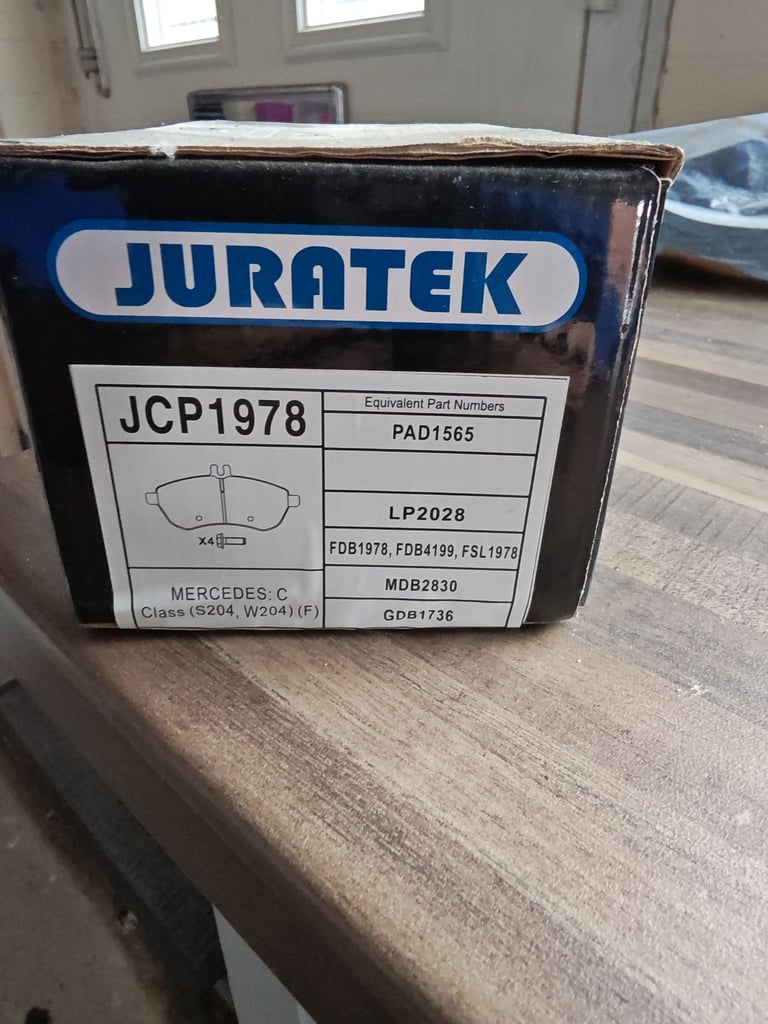 JURATEK
JCP1978
Equivalent Part Numbers
PAD1565
LP2028
FDB1978, FDB4199, FSL1978
MDB2830
GDB1736
X4
MERCEDES: C
Class (S204, W204) (F)